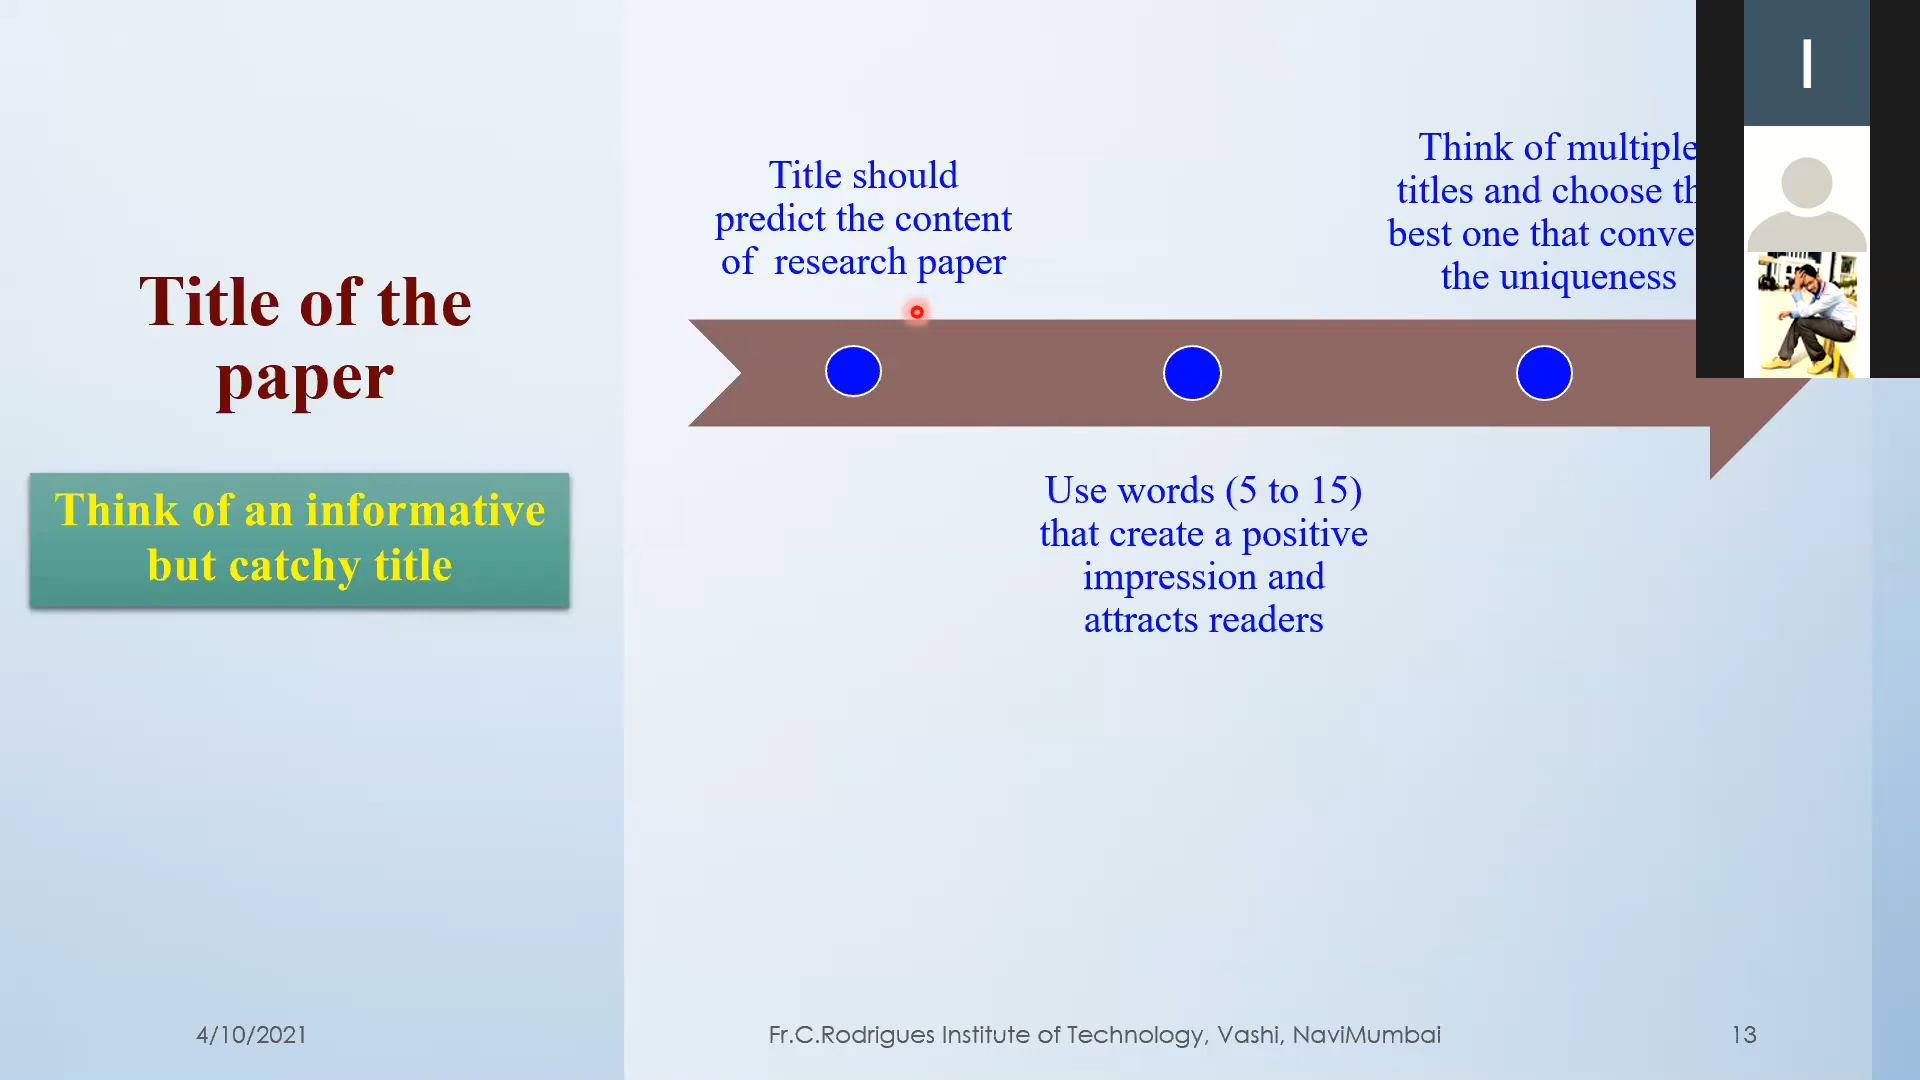 Title of the
paper
Think of an informative
but catchy title
Title should
predict the content
of research paper
Use words (5 to 15)
that create a positive
impression and
attracts readers
Think of multiple
titles and choose
best one that
the uniqueness
I
4/10/2021
Fr.C.Rodrigues Institute of Technology, Vashi, NaviMumbai
13